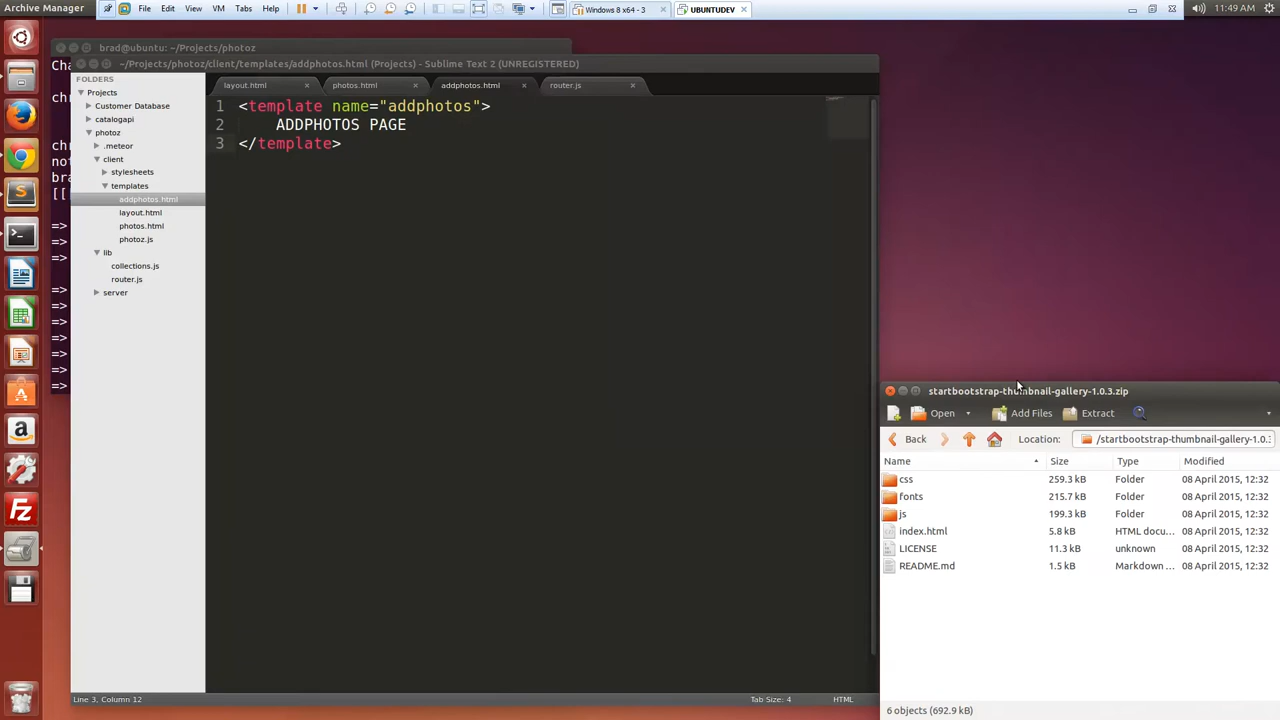 Archive Manager
File Edit View VM Tabs Help
Windows 8 x64 - 3
UBUNTUDEV
11:49 AM
brad@ubuntu: ~/Projects/photoz
~/Projects/photoz/client/templates/addphotos.html (Projects) - Sublime Text 2 (UNREGISTERED)
Cha
chr
chr
not
bra
[[
=>
=>
=>
=>
=>
=>
=>
=>
=>
FOLDERS
Projects
Customer Database
catalogapi
photoz
.meteor
client
stylesheets
templates
addphotos.html
layout.html
photos.html
photoz.js
lib
collections.js
router.js
server
layout.html photos.html addphotos.html router.js
1 <template name="addphotos">
2 ADDPHOTOS PAGE
3 </template>
Line 3, Column 12
Tab Size: 4
HTML
startbootstrap-thumbnail-gallery-1.0.3.zip
Open Add Files Extract
Back Location: /startbootstrap-thumbnail-gallery-1.0.3
Name Size Type Modified
css 259.3 kB Folder 08 April 2015, 12:32
fonts 215.7 kB Folder 08 April 2015, 12:32
js 199.3 kB Folder 08 April 2015, 12:32
index.html 5.8 kB HTML docu... 08 April 2015, 12:32
LICENSE 11.3 kB unknown 08 April 2015, 12:32
README.md 1.5 kB Markdown ... 08 April 2015, 12:32
6 objects (692.9 kB)